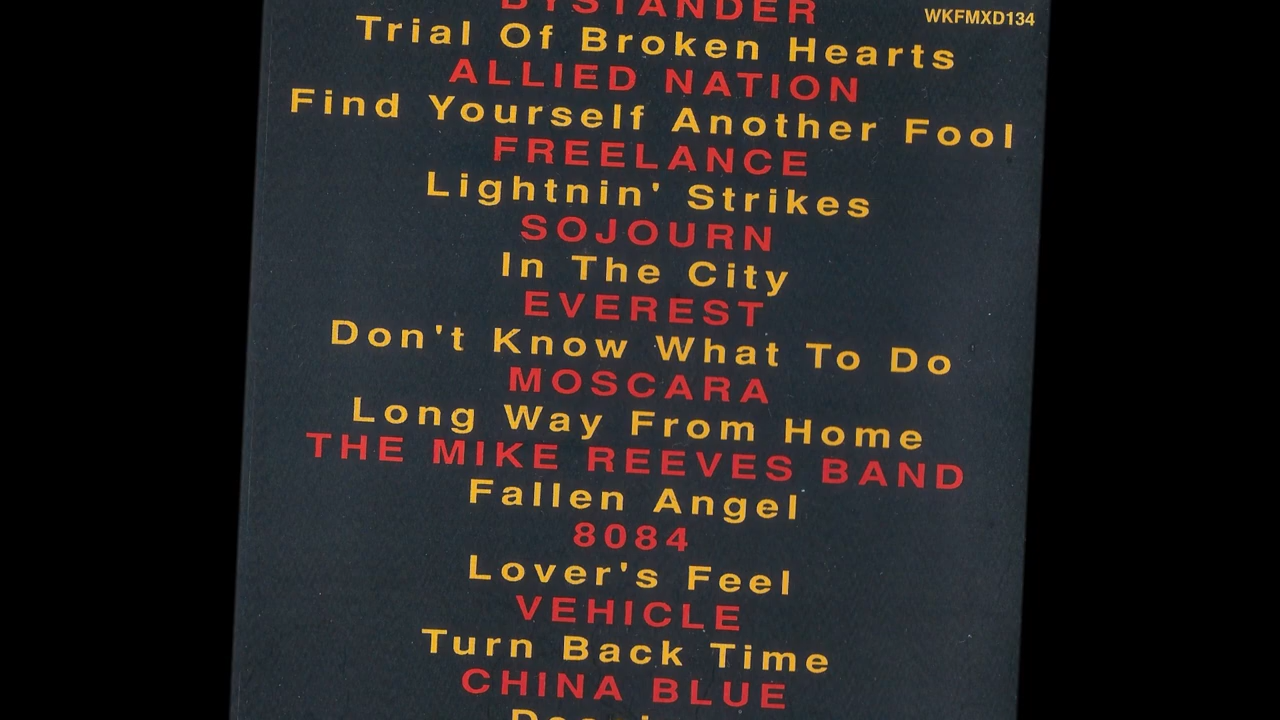 BYSTANDER
WKFMXD134
Trial Of Broken Hearts
ALLIED NATION
Find Yourself Another Fool
FREELANCE
Lightnin' Strikes
SOJOURN
In The City
EVEREST
Don't Know What To Do
MOSCARA
Long Way From Home
THE MIKE REEVES BAND
Fallen Angel
8084
Lover's Feel
VEHICLE
Turn Back Time
CHINA BLUE